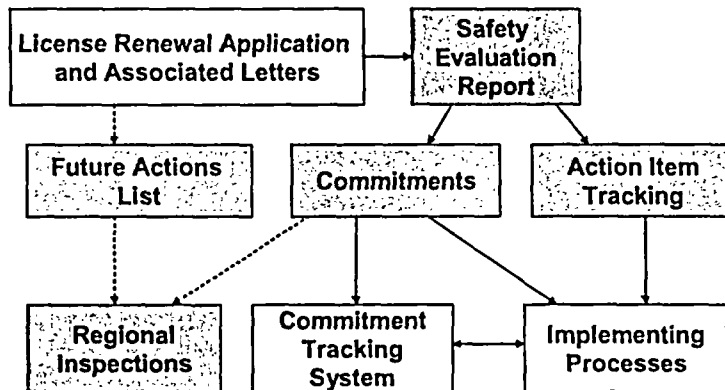 License Renewal Application
and Associated Letters
Safety
Evaluation
Report
Future Actions
List
Commitments
Action Item
Tracking
Regional
Inspections
Commitment
Tracking
System
Implementing
Processes